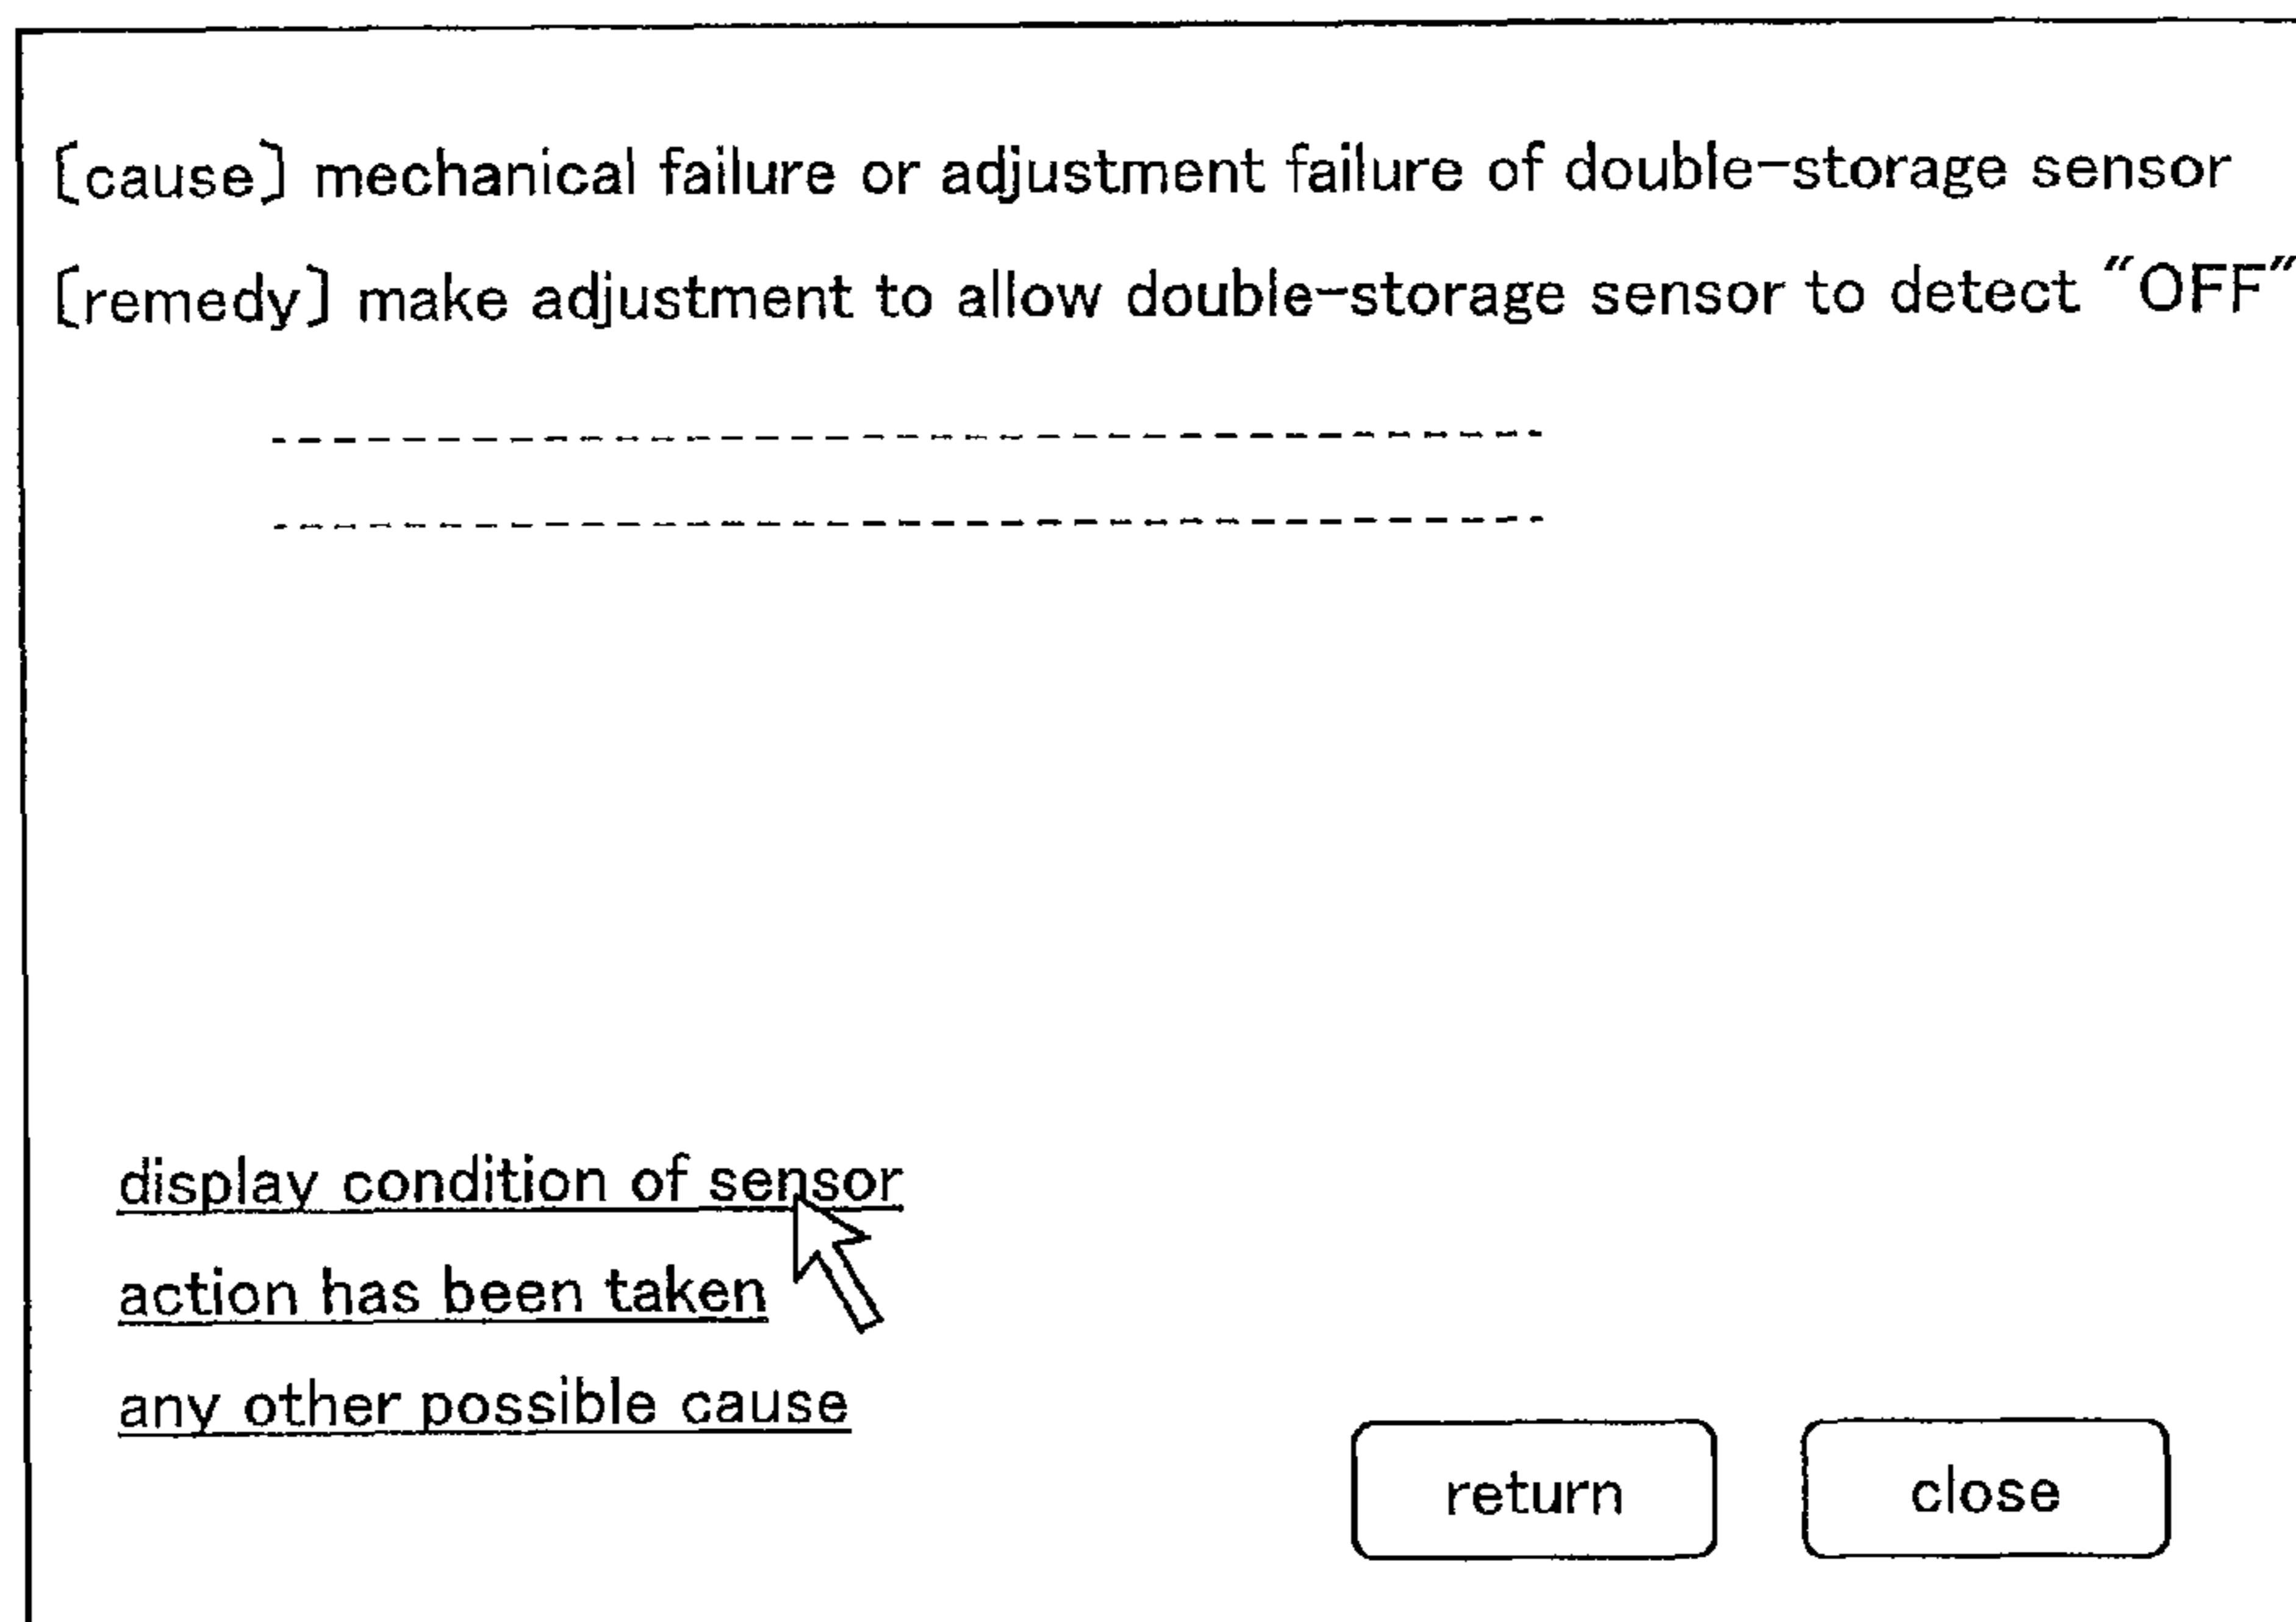 〔cause〕 mechanical failure or adjustment failure of double-storage sensor
〔remedy〕 make adjustment to allow double-storage sensor to detect “OFF”
display condition of sensor
action has been taken
any other possible cause
return
close